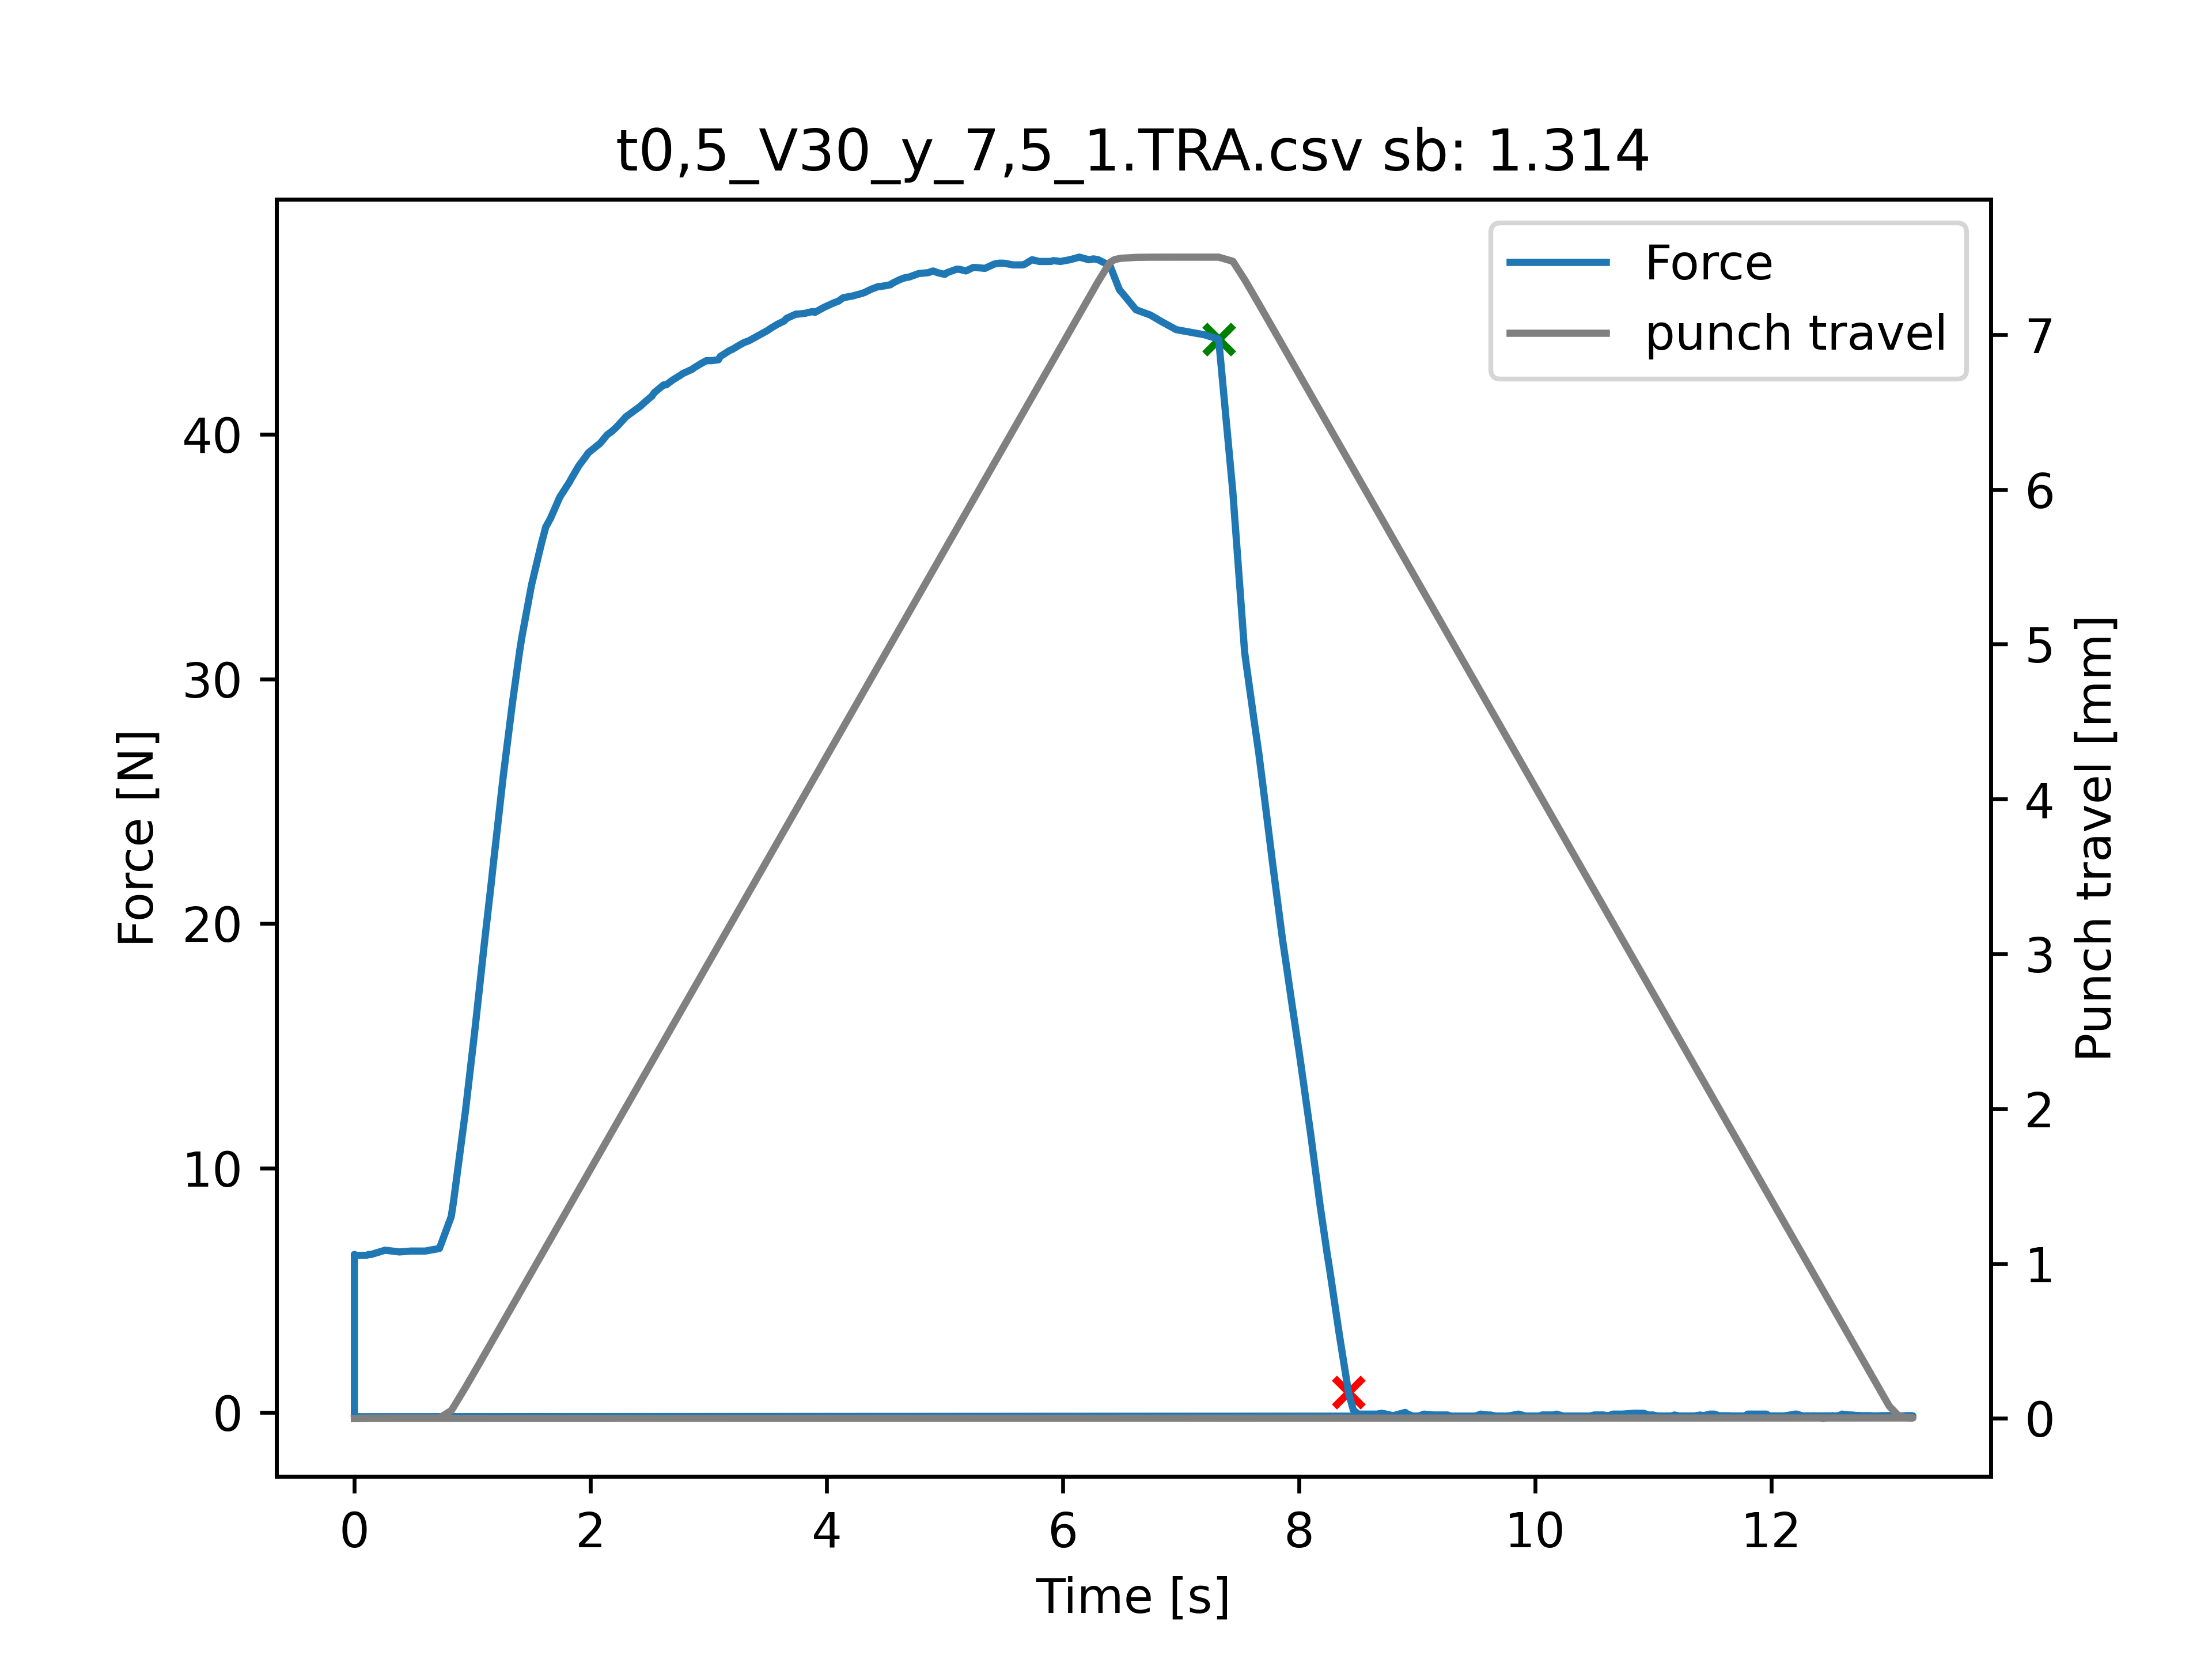 t0,5_V30_y_7,5_1.TRA.csv sb: 1.314
Force
punch travel
Force [N]
40
30
20
10
0
7
6
5
4
3
2
1
0
Punch travel [mm]
0 2 4 6 8 10 12
Time [s]